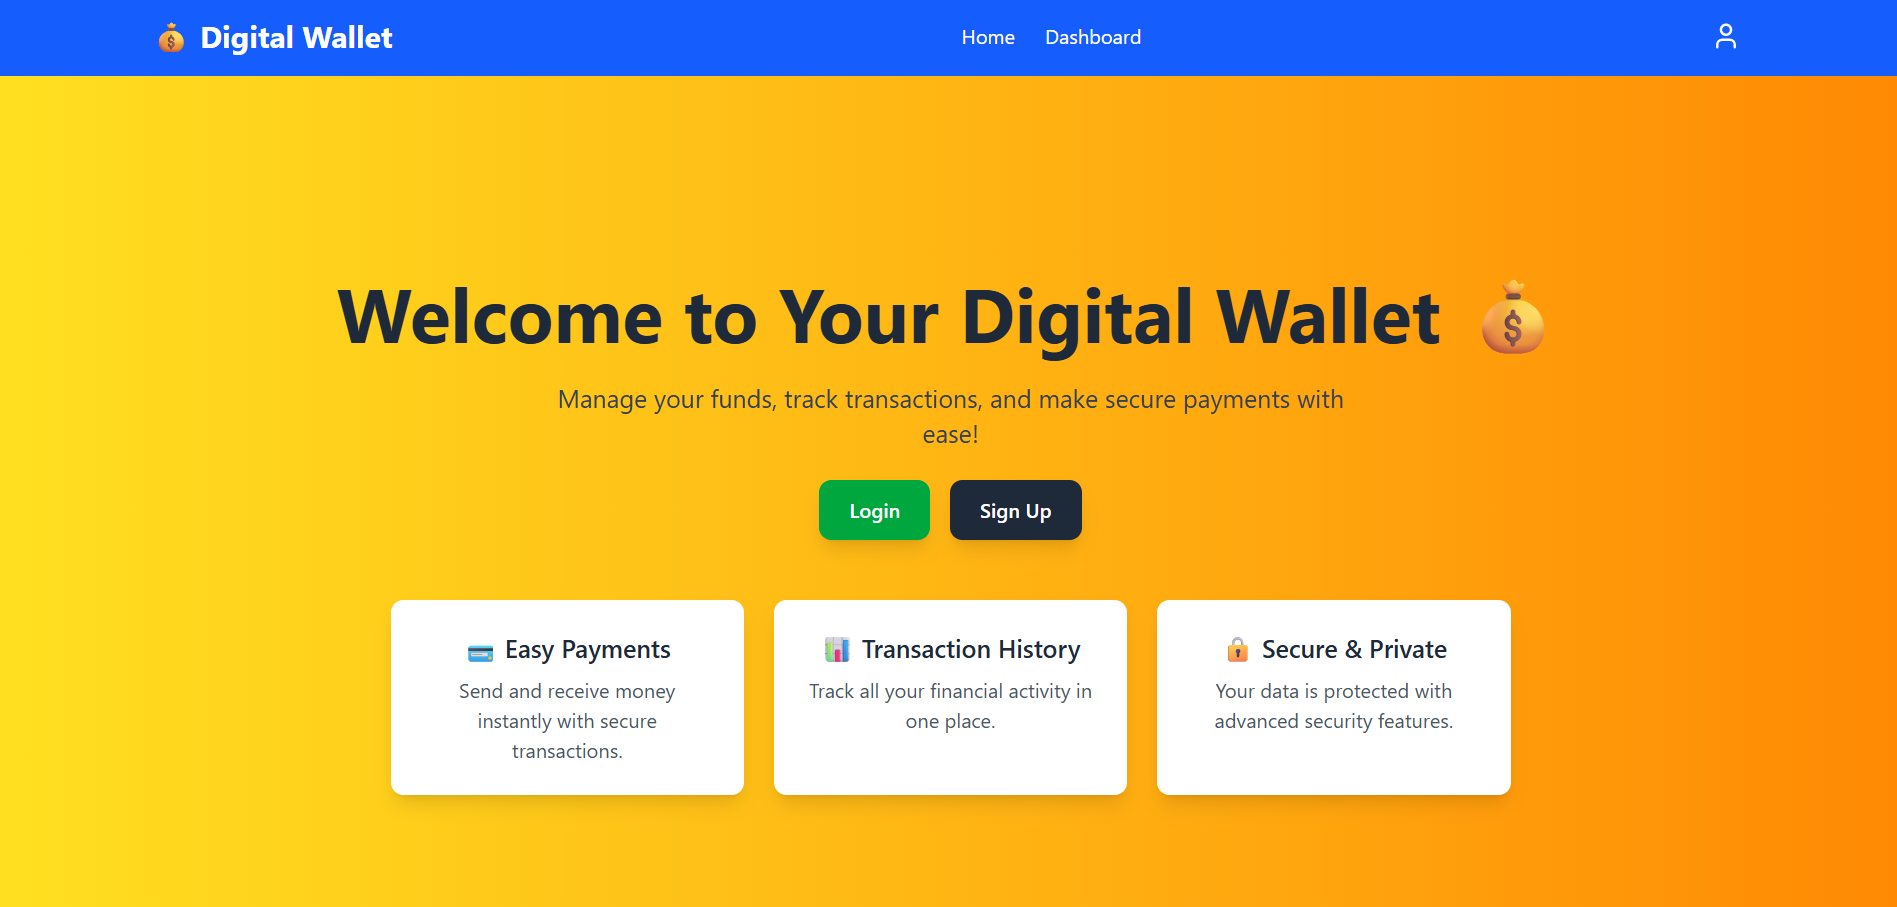 💰 Digital Wallet
Home
Dashboard
Welcome to Your Digital Wallet 💰
Manage your funds, track transactions, and make secure payments with
ease!
Login
Sign Up
💳 Easy Payments
Send and receive money
instantly with secure
transactions.
📊 Transaction History
Track all your financial activity in
one place.
🔒 Secure & Private
Your data is protected with
advanced security features.